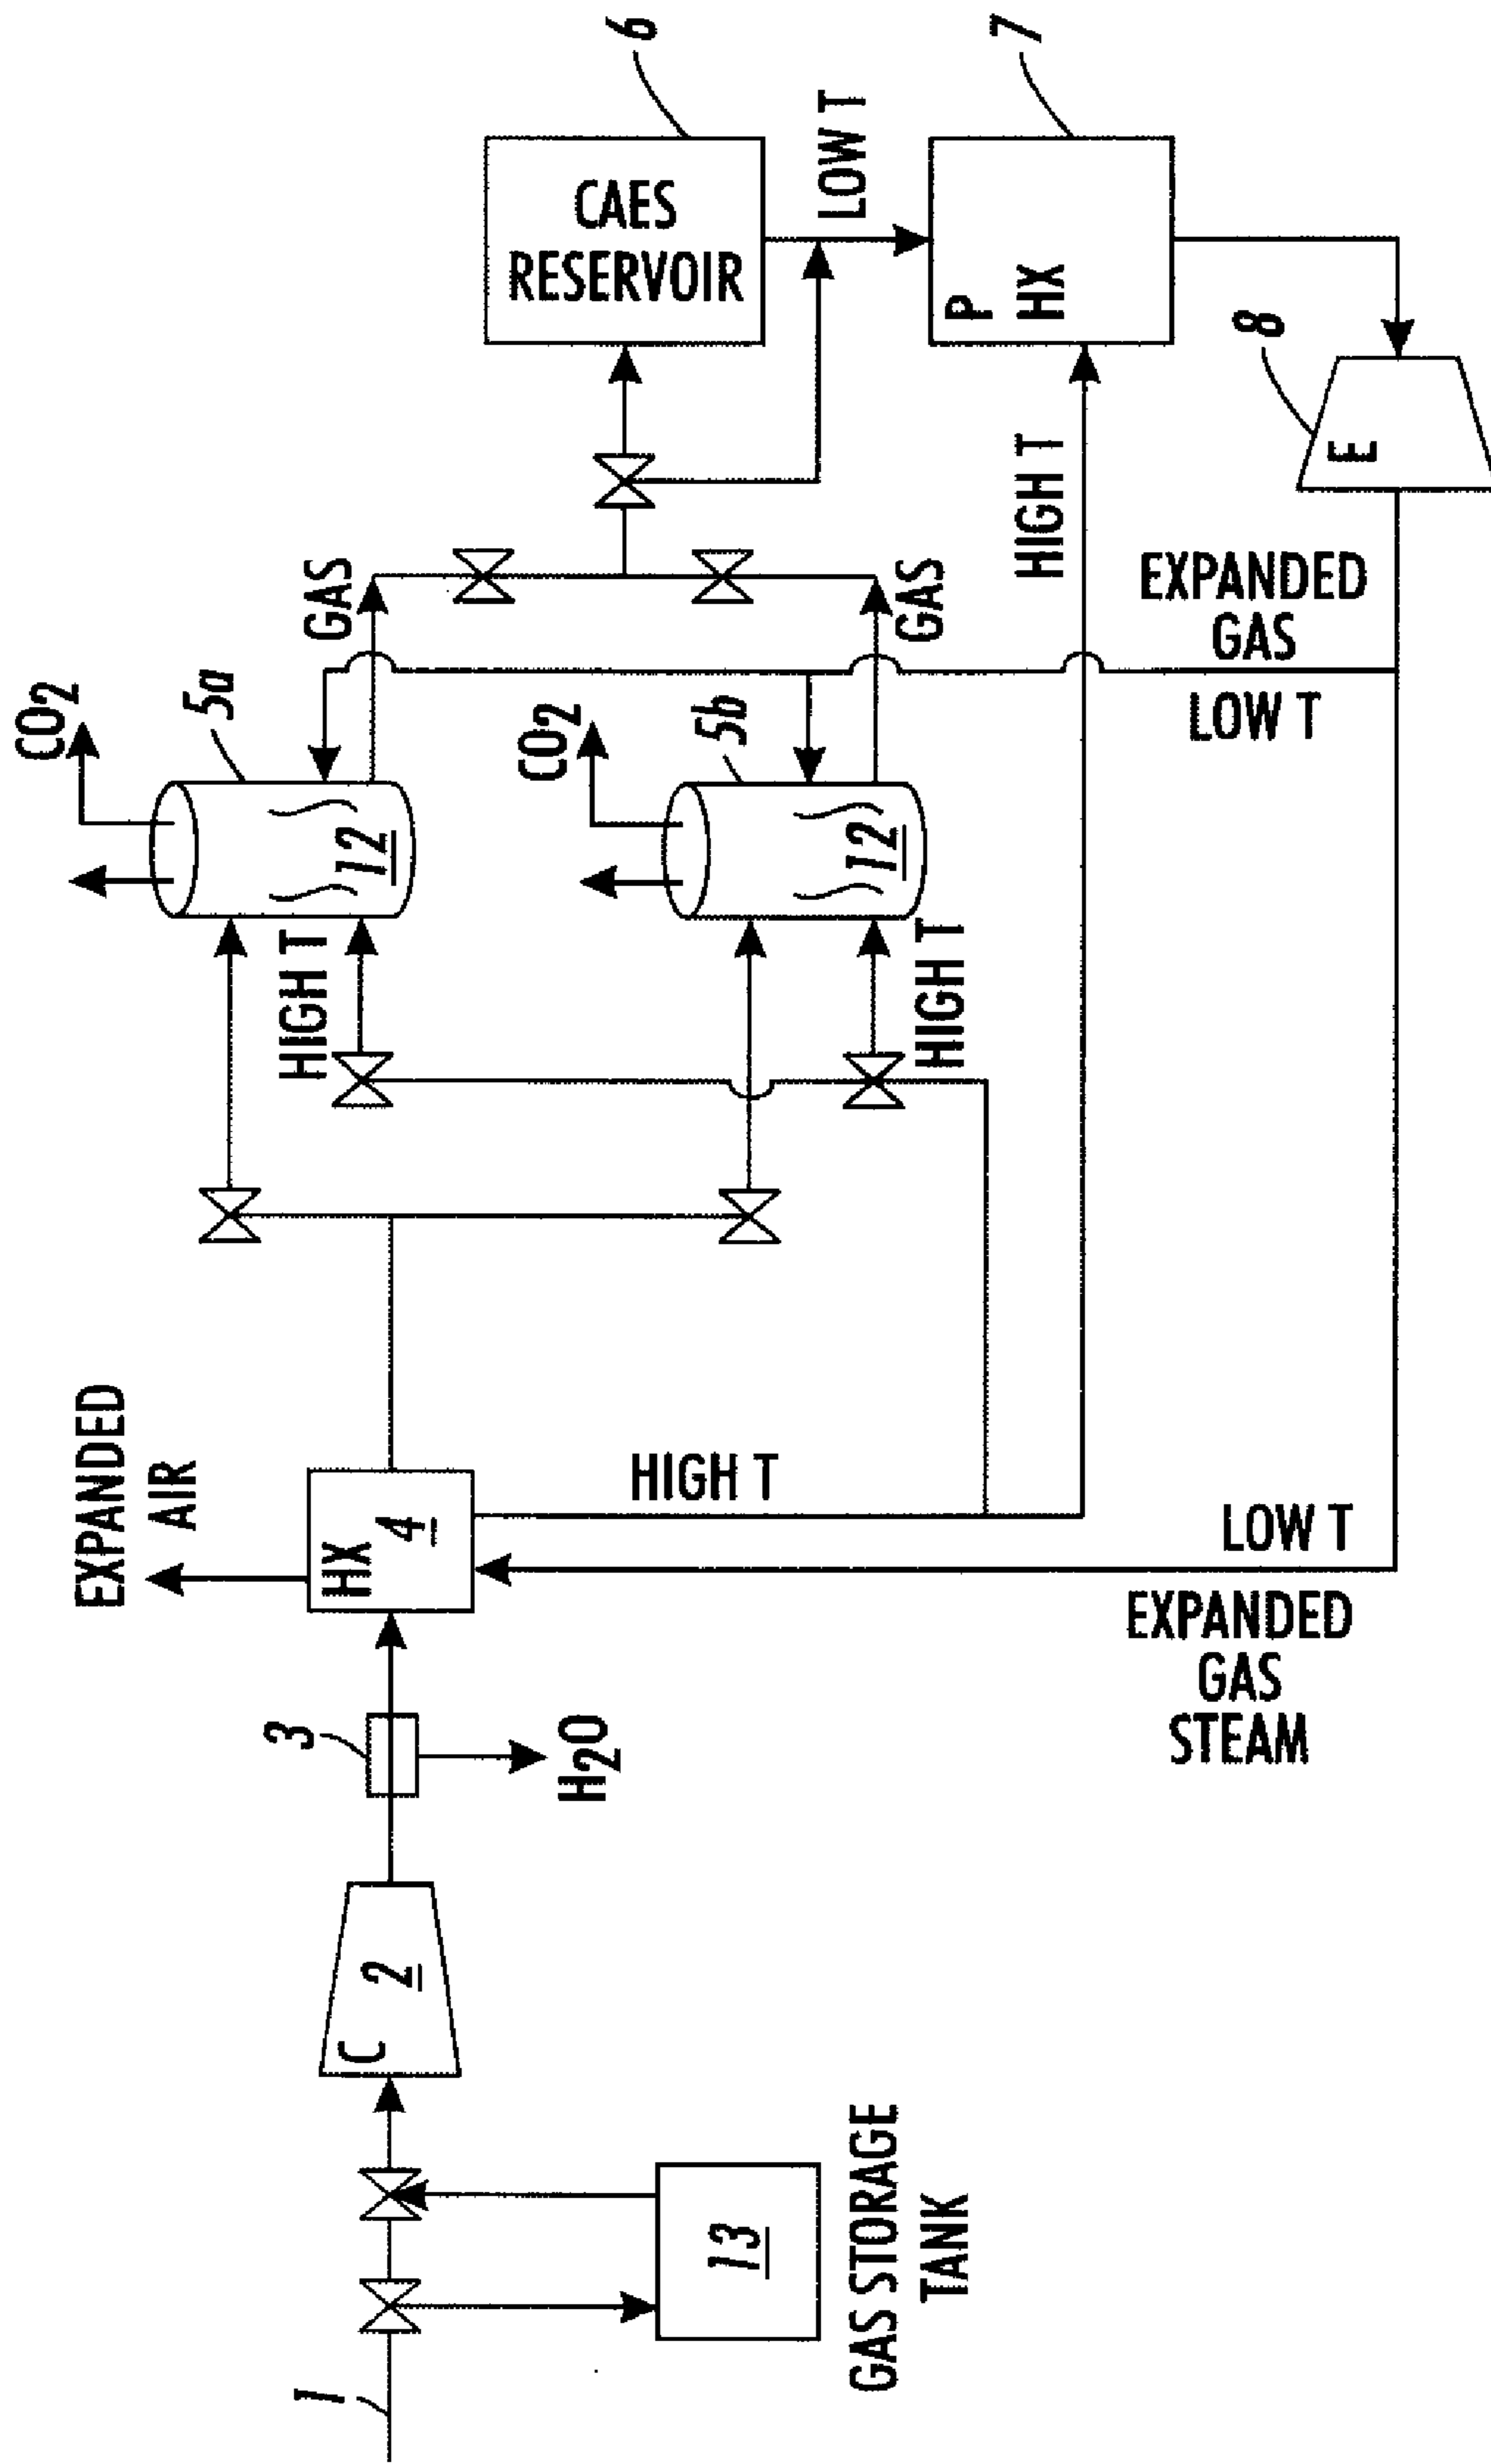 1
13
GAS STORAGE
TANK
C
2
3
H2O
EXPANDED
AIR
HX
4
HIGH T
LOW T
EXPANDED
GAS
STEAM
CO2
5a
12
HIGH T
GAS
CO2
5b
12
HIGH T
GAS
HIGH T
EXPANDED
GAS
LOW T
CAES
RESERVOIR
6
LOW T
P
HX
7
E
8